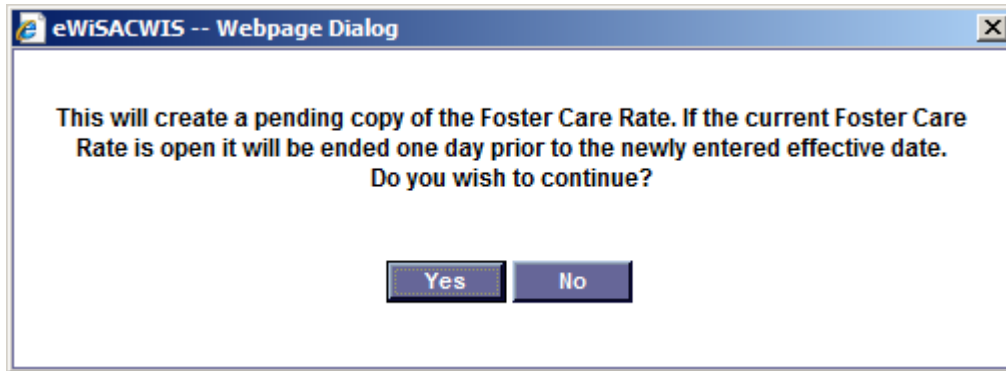 eWiSACWIS -- Webpage Dialog
This will create a pending copy of the Foster Care Rate. If the current Foster Care
Rate is open it will be ended one day prior to the newly entered effective date.
Do you wish to continue?
Yes No